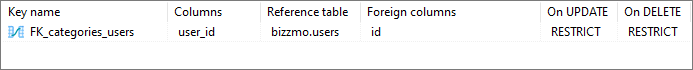 Key name Columns Reference table Foreign columns On UPDATE On DELETE
FK_categories_users user_id bizzmo.users id RESTRICT RESTRICT